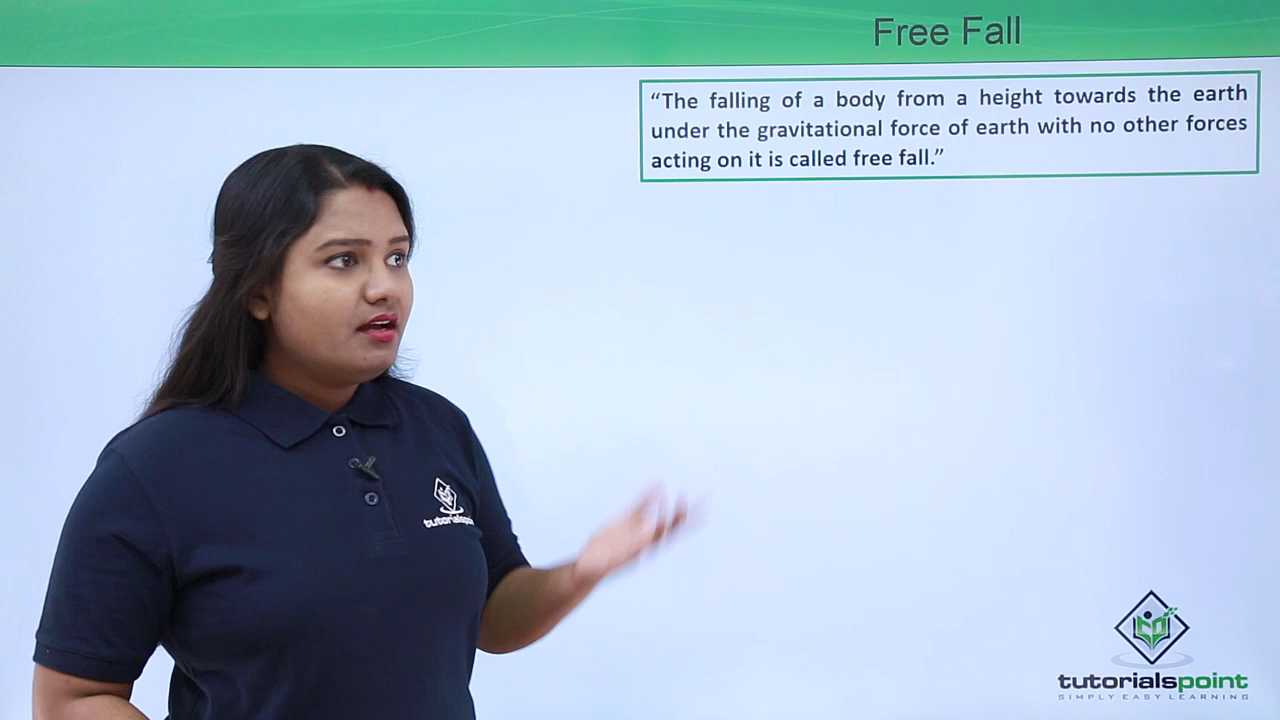 Free Fall
“The falling of a body from a height towards the earth
under the gravitational force of earth with no other forces
acting on it is called free fall.”
tutorialspoint
tutorialspoint
SIMPLY EASY LEARNING